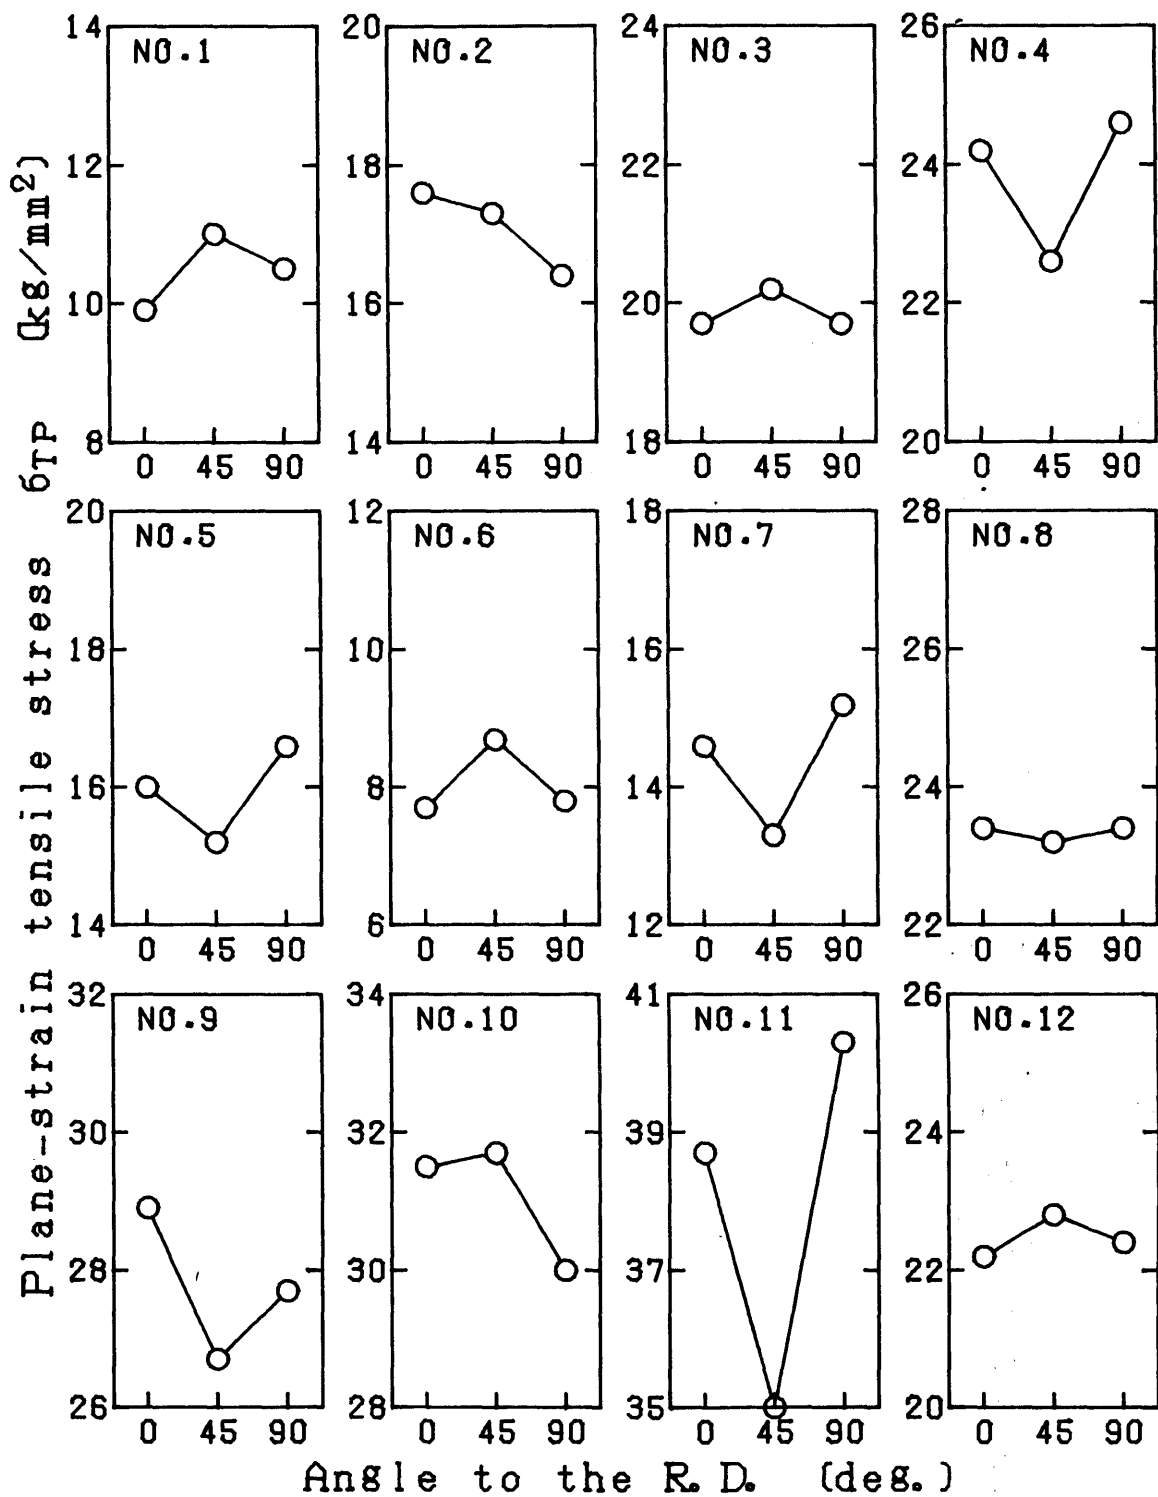 Plane-strain tensile stress σTP (kg/mm²)
14 NO.1
12
10
8
0 45 90
20 NO.2
18
16
14
0 45 90
24 NO.3
22
20
18
0 45 90
26 NO.4
24
22
20
0 45 90
20 NO.5
18
16
14
0 45 90
12 NO.6
10
8
6
0 45 90
18 NO.7
16
14
12
0 45 90
28 NO.8
26
24
22
0 45 90
32 NO.9
30
28
26
0 45 90
34 NO.10
32
30
28
0 45 90
41 NO.11
39
37
35
0 45 90
26 NO.12
24
22
20
0 45 90
Angle to the R.D. (deg.)